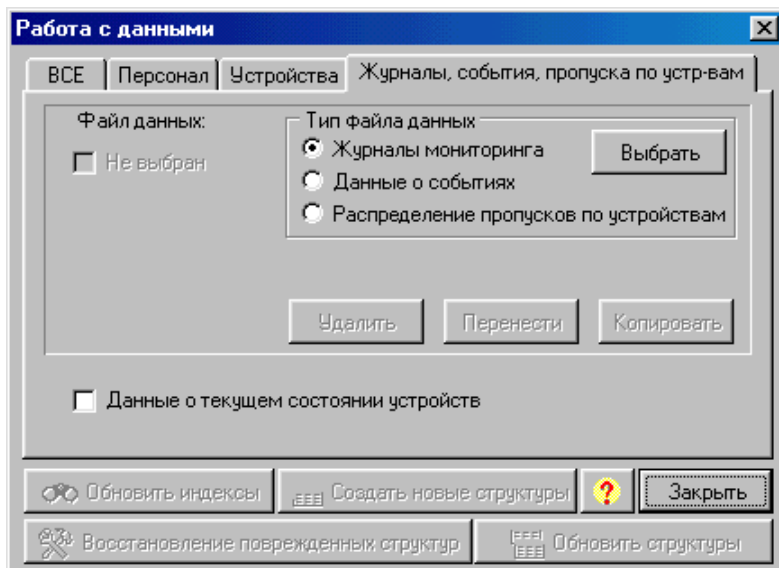 Работа с данными
ВСЕ Персонал Устройства Журналы, события, пропуска по устр-вам
Файл данных:
Не выбран
Тип файла данных
Журналы мониторинга
Выбрать
Данные о событиях
Распределение пропусков по устройствам
Удалить Перенести Копировать
Данные о текущем состоянии устройств
Обновить индексы Создать новые структуры ? Закрыть
Восстановление поврежденных структур Обновить структуры